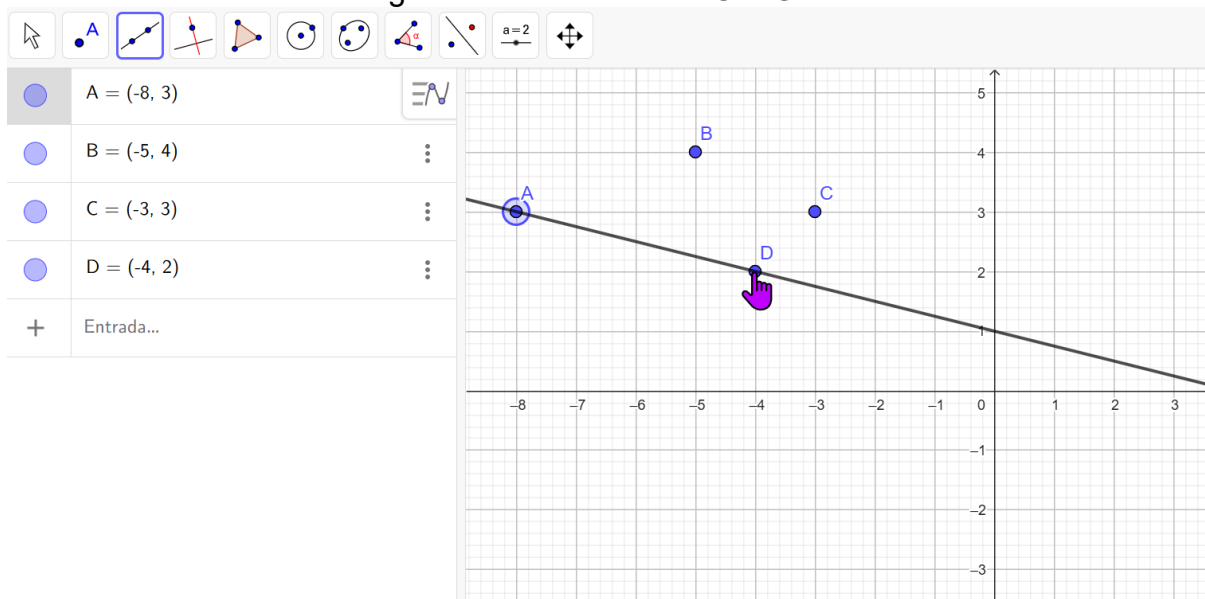 A
α
a=2
A = (-8, 3)
B = (-5, 4)
C = (-3, 3)
D = (-4, 2)
+ Entrada...
5
B
4
A
C
3
D
2
1
–8 –7 –6 –5 –4 –3 –2 –1 0 1 2 3
–1
–2
–3